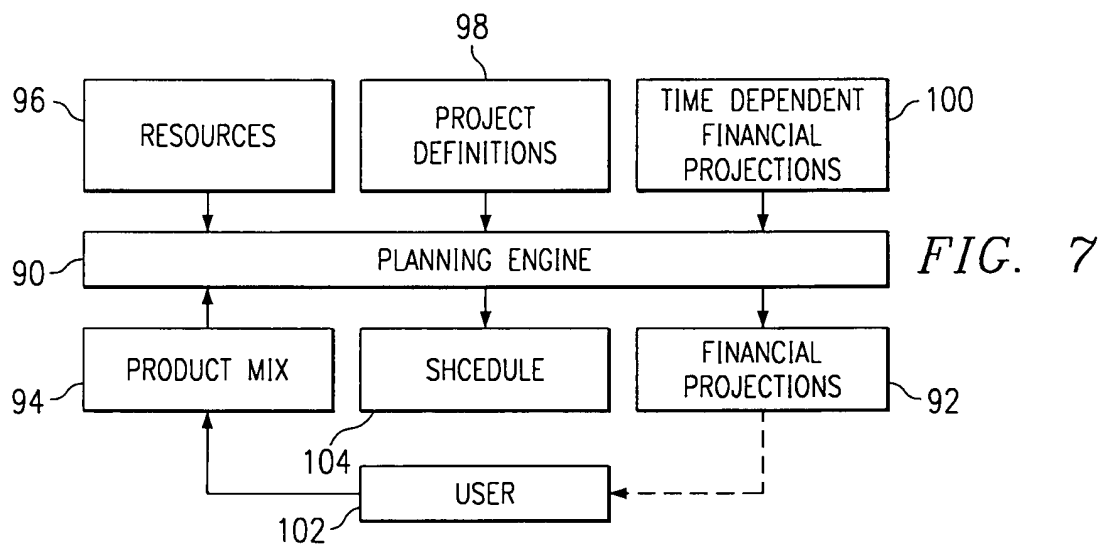 98
96
RESOURCES
PROJECT
DEFINITIONS
TIME DEPENDENT
FINANCIAL
PROJECTIONS
100
90
PLANNING ENGINE
FIG. 7
94
PRODUCT MIX
SHCEDULE
FINANCIAL
PROJECTIONS
92
104
USER
102